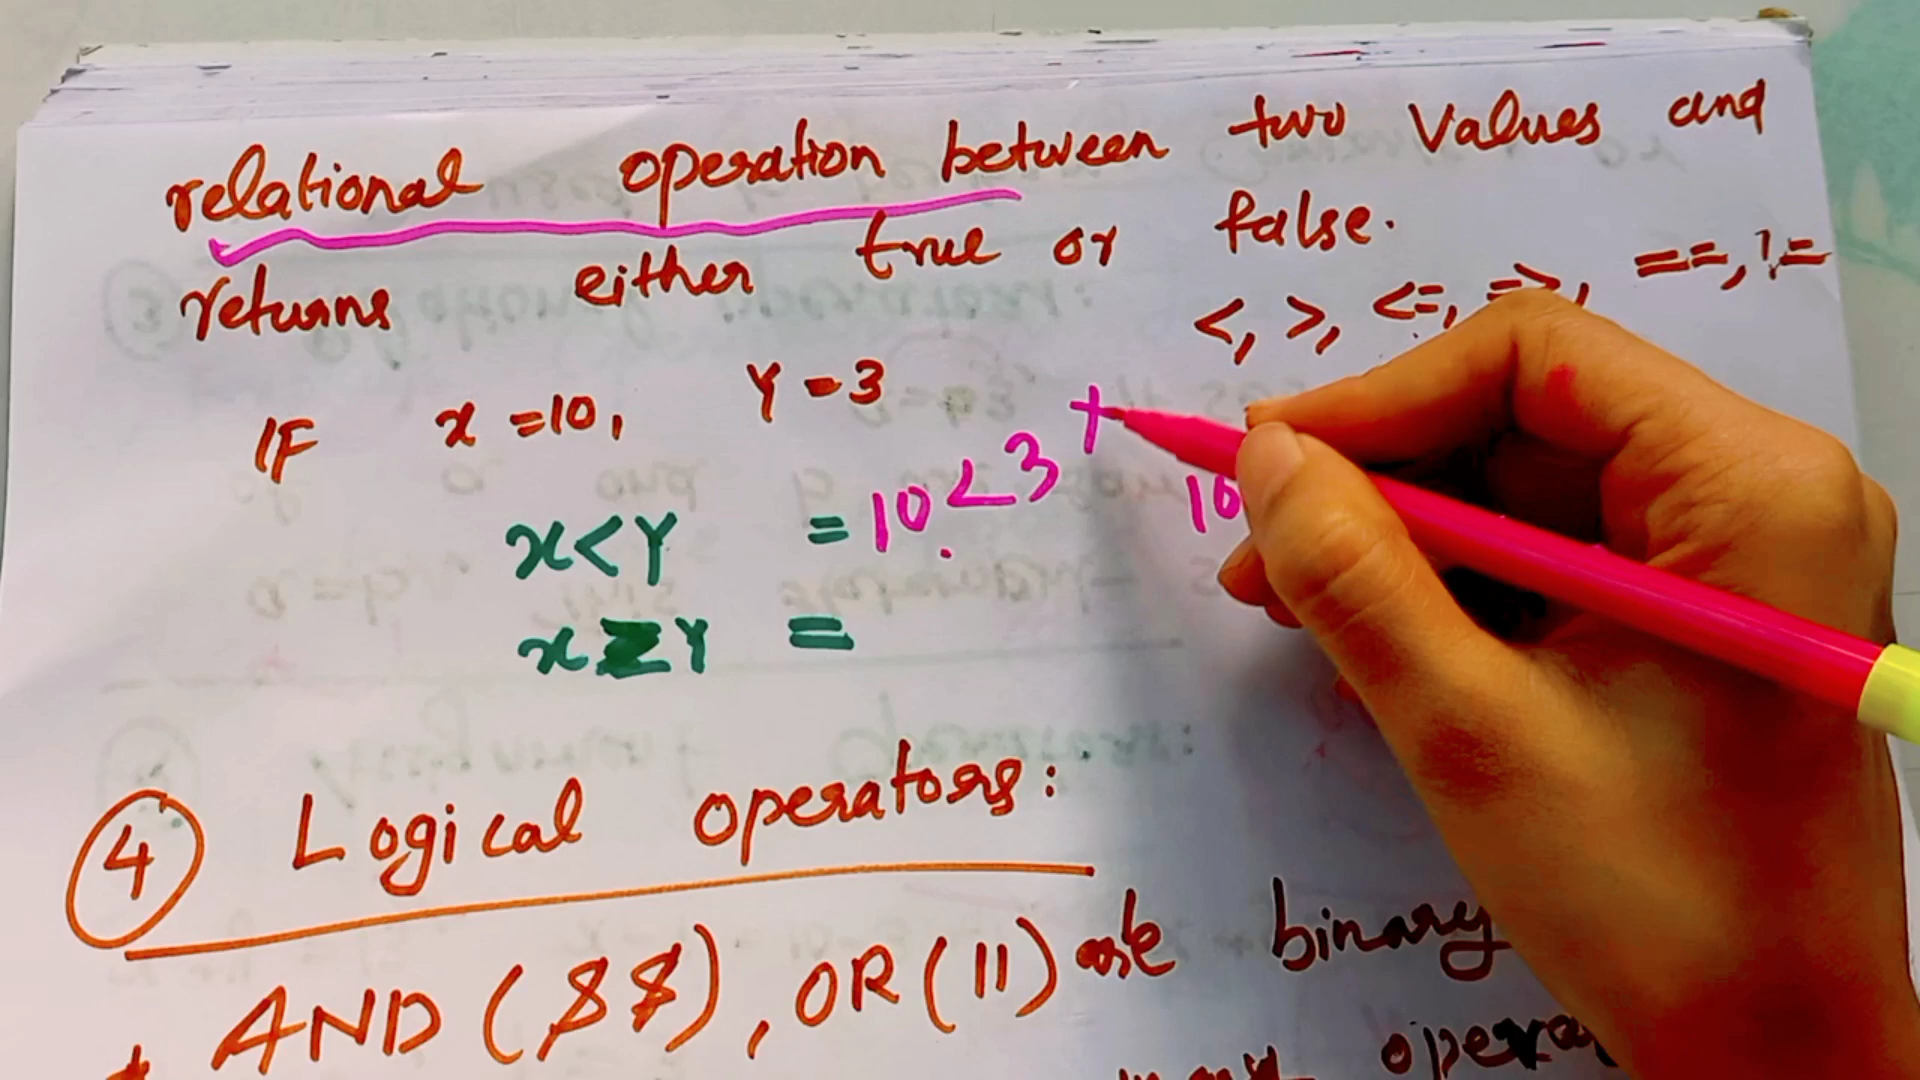 relational operation between two values and
returns either true or false.
<, >, <=, =>, ==, !=
IF x = 10, Y = 3
x<Y = 10 < 3
10
x Y =
4 Logical operators:
* AND (&&), OR (||) are binary